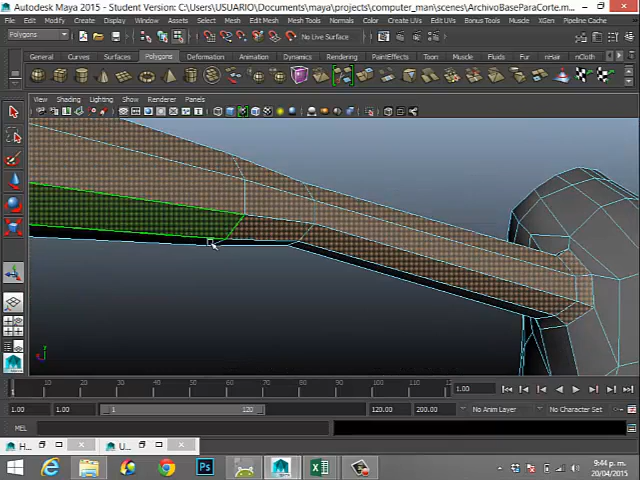 Autodesk Maya 2015 - Student Version: C:\Users\USUARIO\Documents\maya\projects\computer_man\scenes\ArchivoBaseParaCorte.m...
File Edit Modify Create Display Window Assets Select Mesh Edit Mesh Mesh Tools Normals Color Create UVs Edit UVs Bonus Tools Muscle XGen Pipeline Cache
Polygons
No Live Surface
General Curves Surfaces Polygons Deformation Animation Dynamics Rendering PaintEffects Toon Muscle Fluids Fur nHair nCloth
View Shading Lighting Show Renderer Panels
10 20 30 40 50 60 70 80 90 100 110 120 1.00
1.00 1.00 1 120 120.00 200.00 No Anim Layer No Character Set
MEL
H... U...
9:44 p. m.
20/04/2015